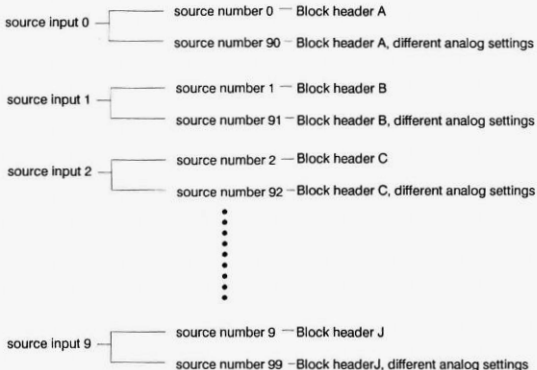 source input 0
source number 0 — Block header A
source number 90 – Block header A, different analog settings
source input 1
source number 1 — Block header B
source number 91 – Block header B, different analog settings
source input 2
source number 2 — Block header C
source number 92 – Block header C, different analog settings
source input 9
source number 9 — Block header J
source number 99 – Block headerJ, different analog settings